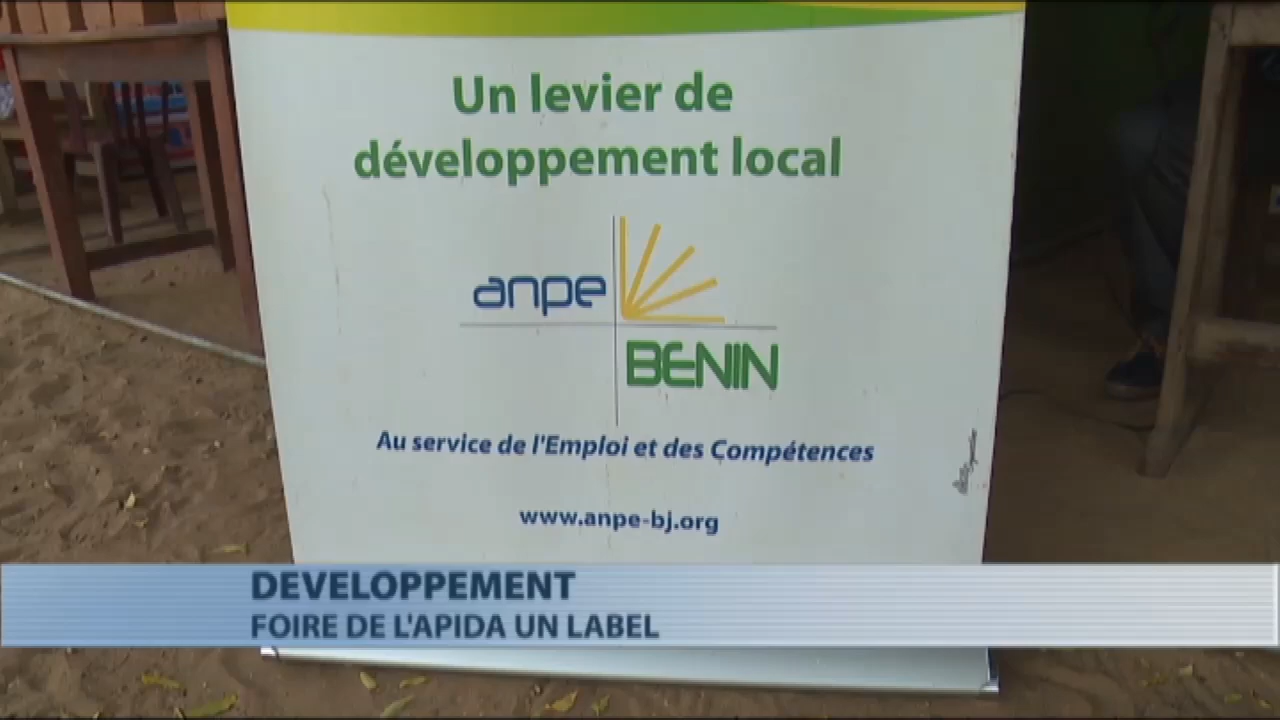 Un levier de
développement local
anpe
BENIN
Au service de l'Emploi et des Compétences
www.anpe-bj.org
DEVELOPPEMENT
FOIRE DE L'APIDA UN LABEL